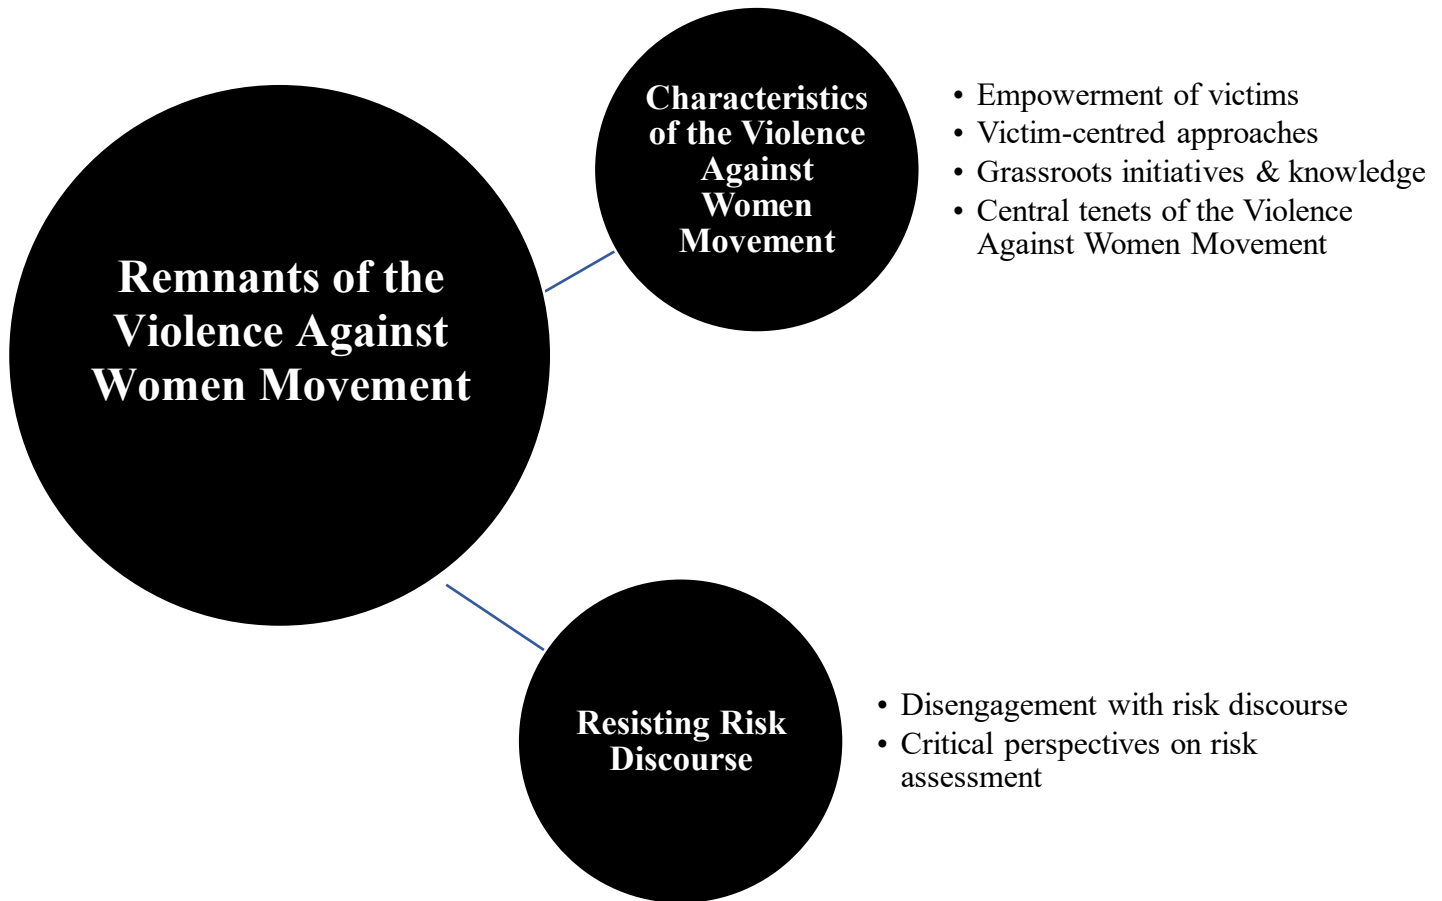 Remnants of the
Violence Against
Women Movement
Characteristics
of the Violence
Against
Women
Movement
• Empowerment of victims
• Victim-centred approaches
• Grassroots initiatives & knowledge
• Central tenets of the Violence
Against Women Movement
Resisting Risk
Discourse
• Disengagement with risk discourse
• Critical perspectives on risk
assessment